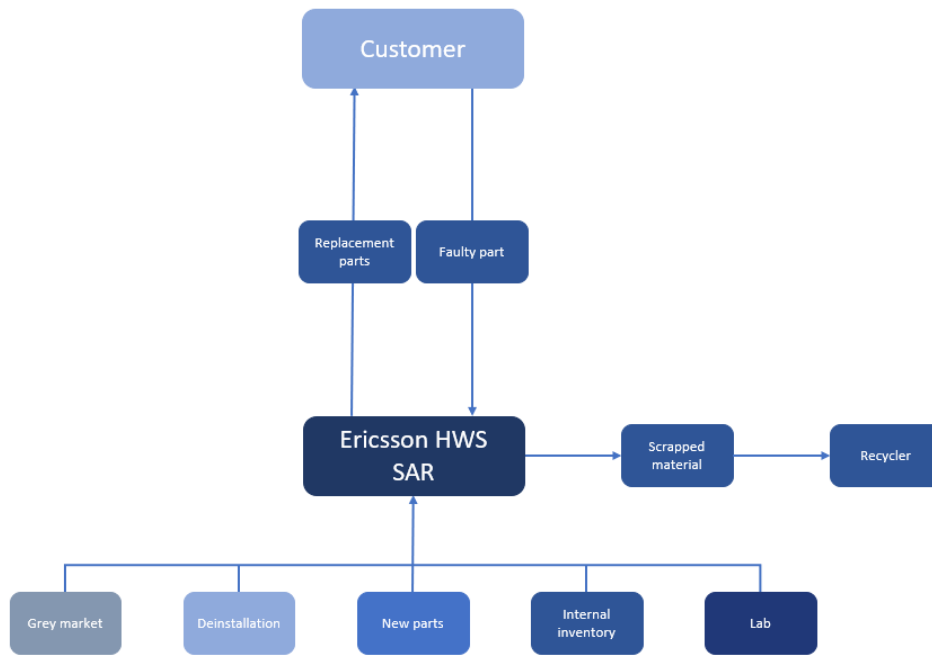 Customer
Replacement
parts
Faulty part
Ericsson HWS
SAR
Scrapped
material
Recycler
Grey market
Deinstallation
New parts
Internal
inventory
Lab